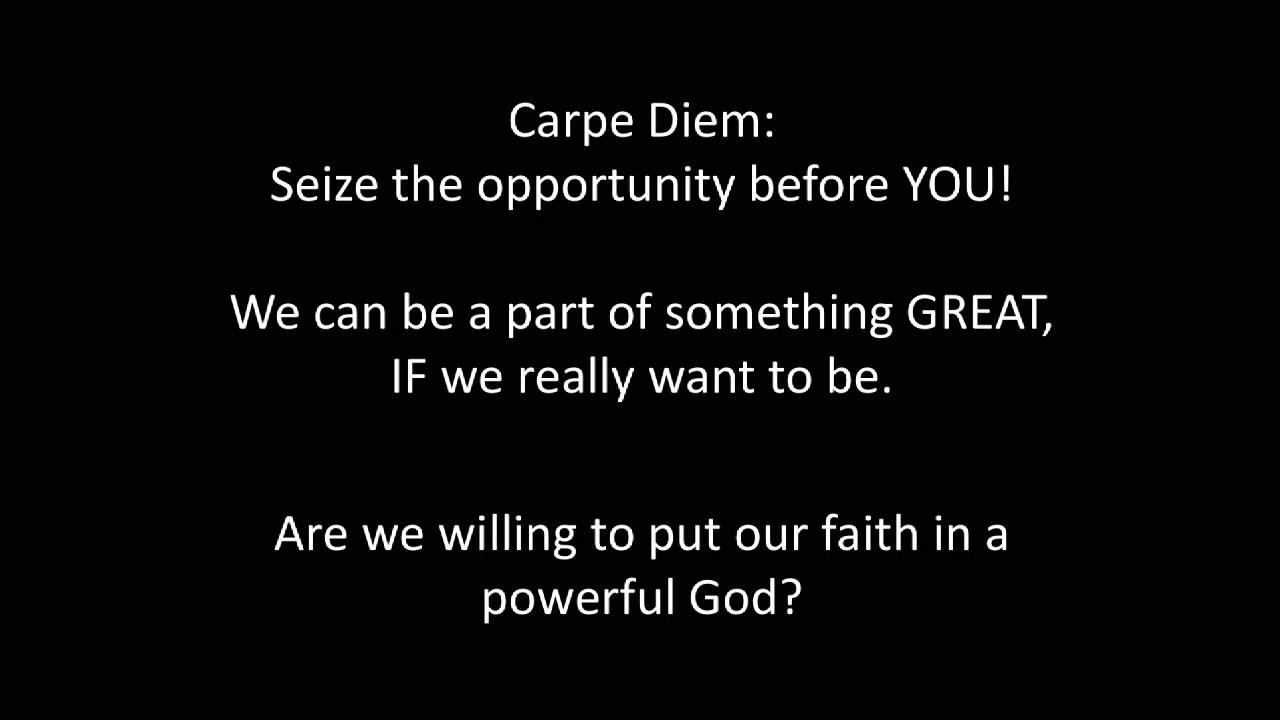 Carpe Diem:
Seize the opportunity before YOU!
We can be a part of something GREAT,
IF we really want to be.
Are we willing to put our faith in a
powerful God?